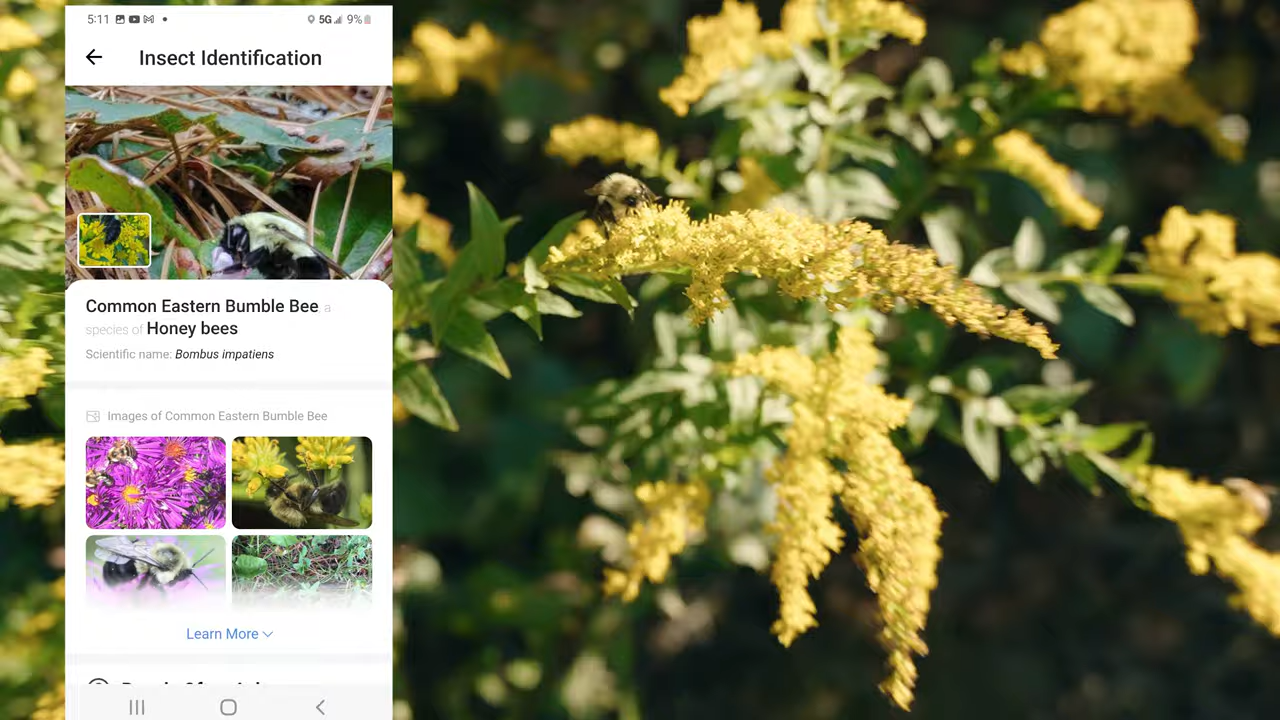 5:11
5G 9%
Insect Identification
Common Eastern Bumble Bee a
species of Honey bees
Scientific name: Bombus impatiens
Images of Common Eastern Bumble Bee
Learn More